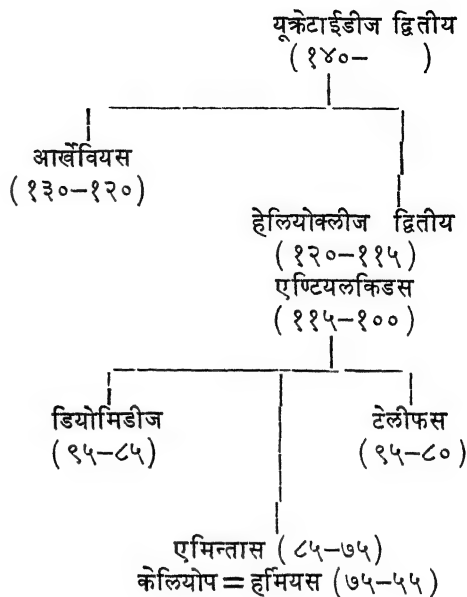 यूक्रेटाईडीज द्वितीय
(१४०–    )
आर्खेवियस
(१३०–१२०)
हेलियोक्लीज द्वितीय
(१२०–११५)
एण्टियलकिडस
(११५–१००)
डियोमिडीज
(९५–८५)
टेलीफस
(९५–८०)
एमिन्तास (८५–७५)
केलियोप = हर्मियस (७५–५५)